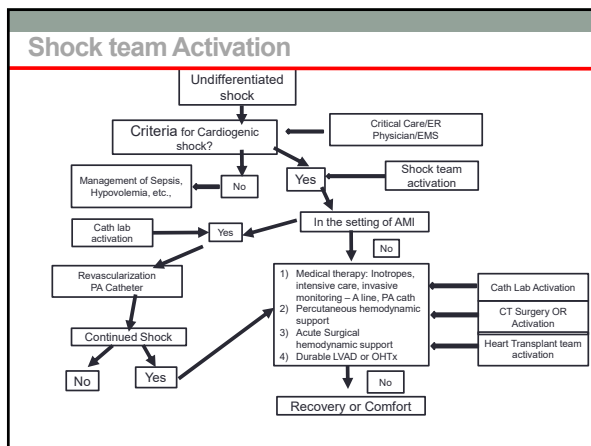 Shock team Activation
Undifferentiated
shock
Criteria for Cardiogenic
shock?
Critical Care/ER
Physician/EMS
Management of Sepsis,
Hypovolemia, etc.,
No
Yes
Shock team
activation
Cath lab
activation
Yes
In the setting of AMI
No
Revascularization
PA Catheter
1) Medical therapy: Inotropes,
intensive care, invasive
monitoring – A line, PA cath
2) Percutaneous hemodynamic
support
3) Acute Surgical
hemodynamic support
4) Durable LVAD or OHTx
Cath Lab Activation
CT Surgery OR
Activation
Heart Transplant team
activation
Continued Shock
No
Yes
No
Recovery or Comfort